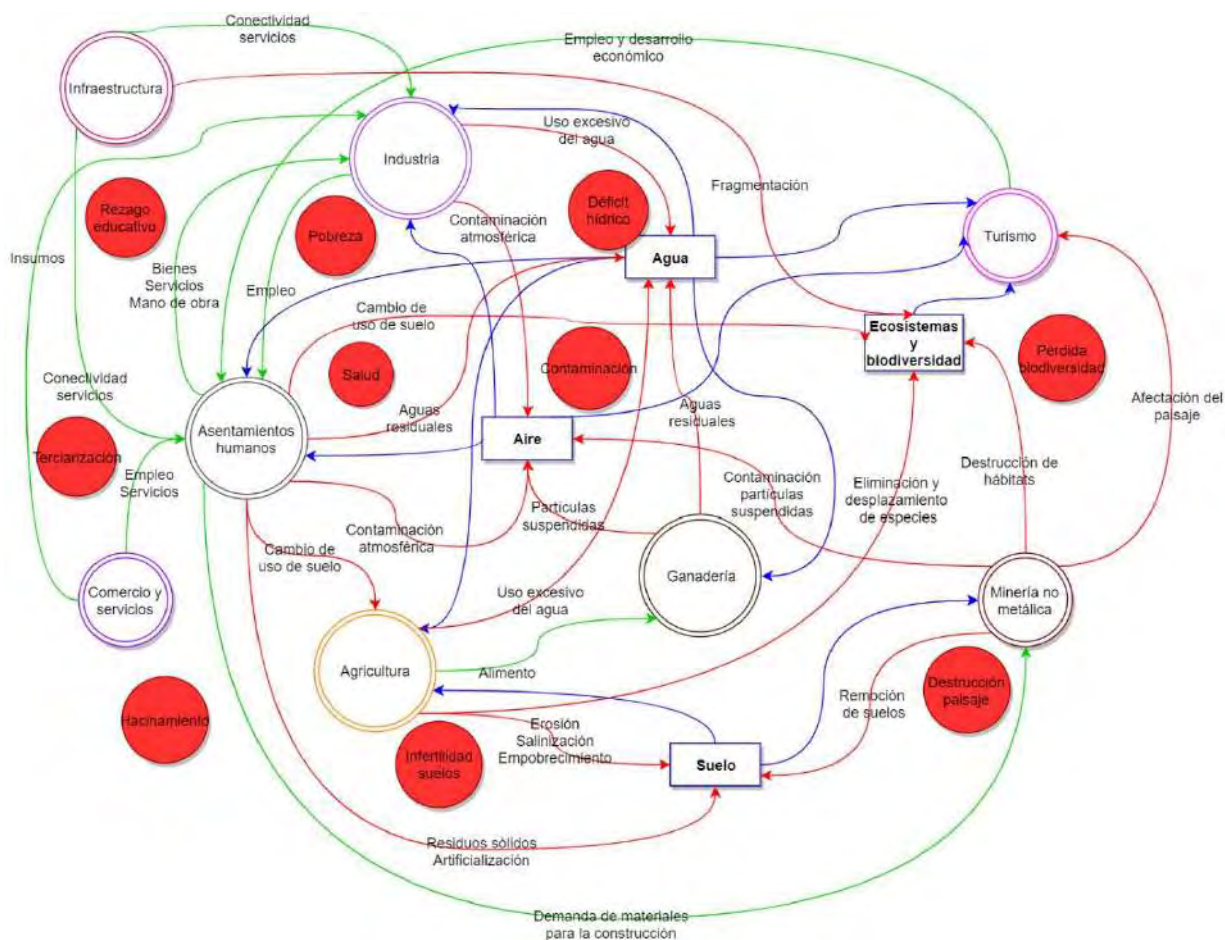 Conectividad
servicios
Empleo y desarrollo
económico
Infraestructura
Industria
Uso excesivo
del agua
Fragmentación
Rezago
educativo
Pobreza
Déficit
hídrico
Contaminación
atmosférica
Turismo
Insumos
Bienes
Servicios
Mano de obra
Empleo
Agua
Cambio de
uso de suelo
Ecosistemas
y
biodiversidad
Pérdida
biodiversidad
Conectividad
servicios
Salud
Contaminación
Afectación del
paisaje
Asentamientos
humanos
Aguas
residuales
Aire
Aguas
residuales
Terciarización
Empleo
Servicios
Destrucción de
hábitats
Contaminación
partículas
suspendidas
Eliminación y
desplazamiento
de especies
Contaminación
atmosférica
Partículas
suspendidas
Cambio de
uso de suelo
Comercio y
servicios
Uso excesivo
del agua
Ganadería
Minería no
metálica
Agricultura
Alimento
Hacinamiento
Remoción
de suelos
Destrucción
paisaje
Infertilidad
suelos
Erosión
Salinización
Empobrecimiento
Suelo
Residuos sólidos
Artificialización
Demanda de materiales
para la construcción